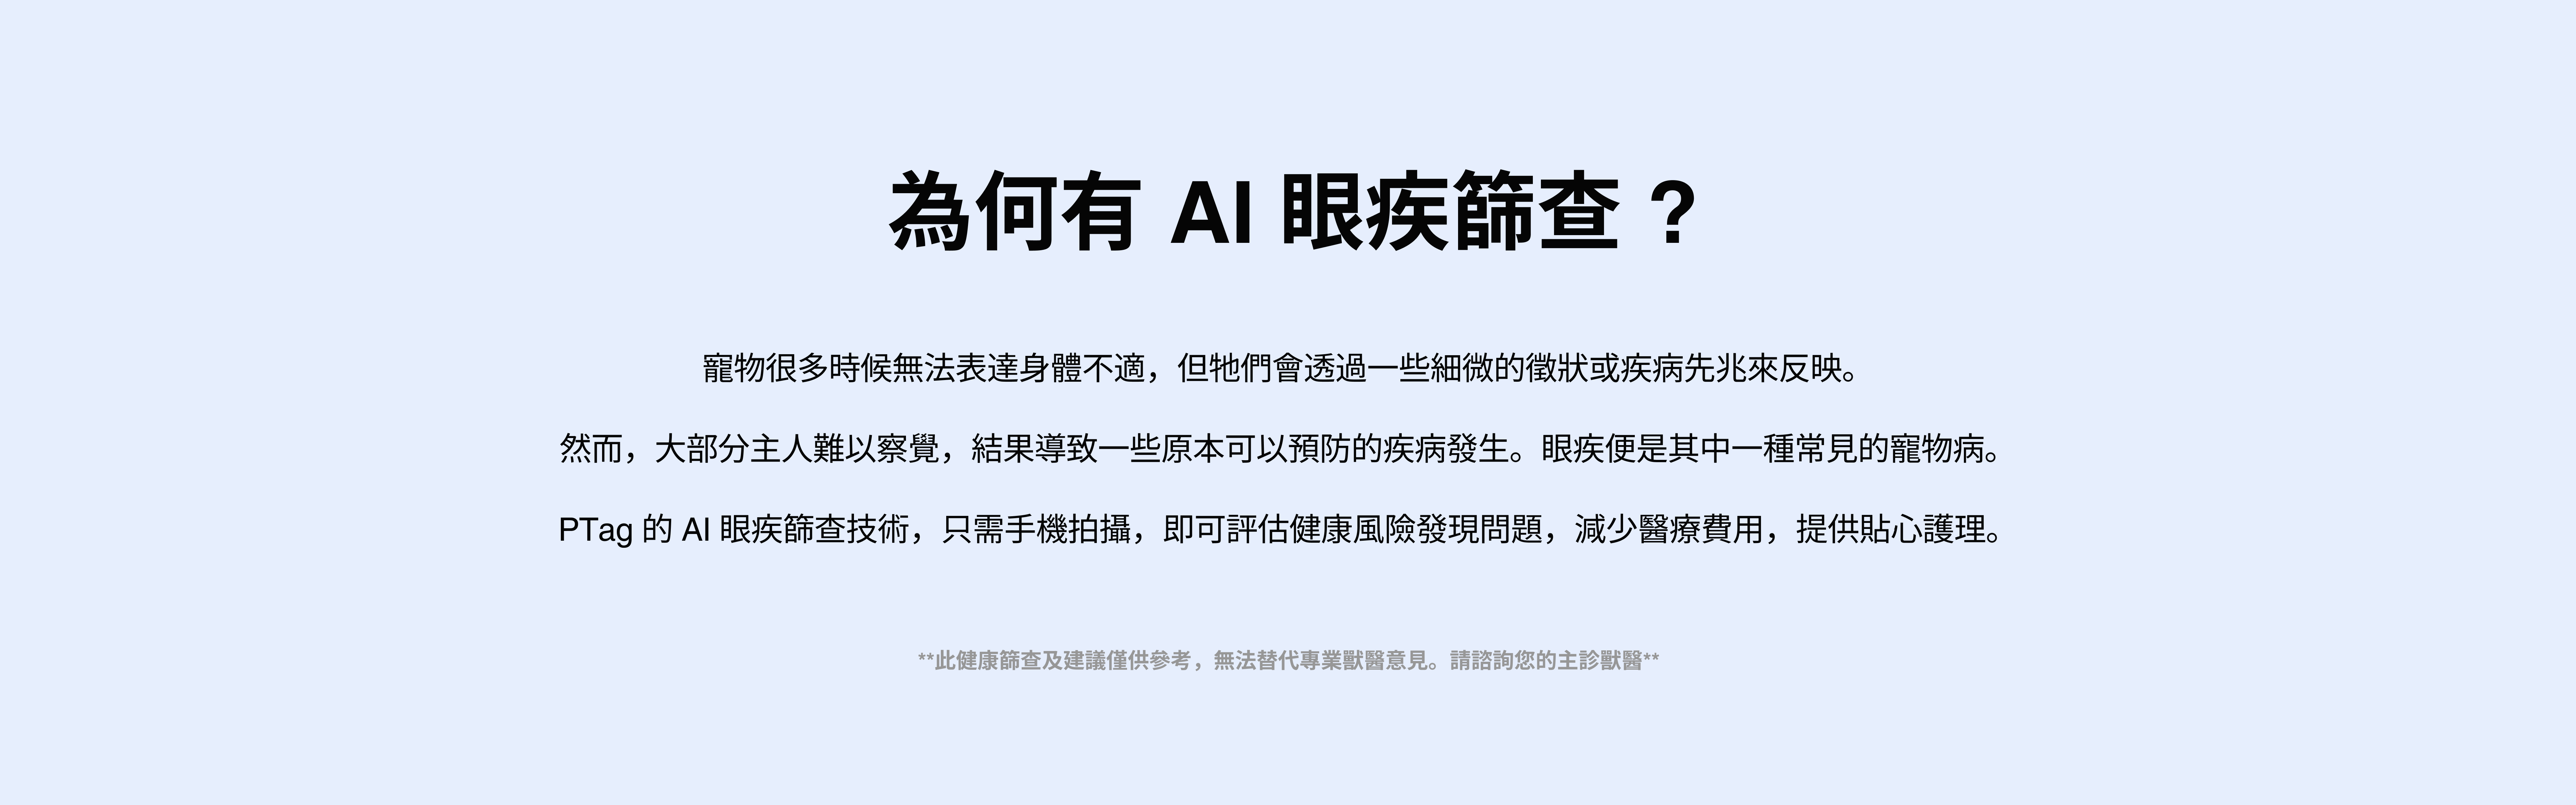 為何有 AI 眼疾篩查 ?
寵物很多時候無法表達身體不適，但牠們會透過一些細微的徵狀或疾病先兆來反映。
然而，大部分主人難以察覺，結果導致一些原本可以預防的疾病發生。眼疾便是其中一種常見的寵物病。
PTag 的 AI 眼疾篩查技術，只需手機拍攝，即可評估健康風險發現問題，減少醫療費用，提供貼心護理。
**此健康篩查及建議僅供參考，無法替代專業獸醫意見。請諮詢您的主診獸醫**